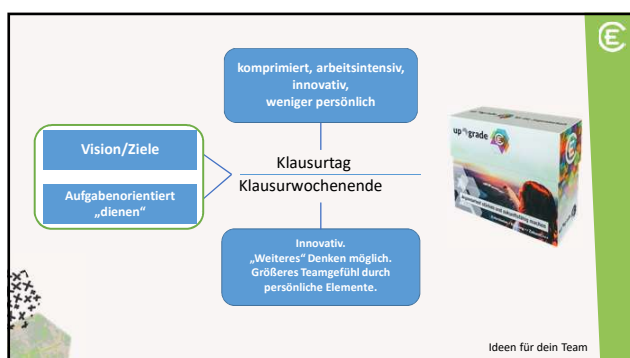 komprimiert, arbeitsintensiv,
innovativ,
weniger persönlich
Vision/Ziele
Aufgabenorientiert
„dienen“
Klausurtag
Klausurwochenende
Innovativ.
„Weiteres“ Denken möglich.
Größeres Teamgefühl durch
persönliche Elemente.
up grade
Ideen für dein Team